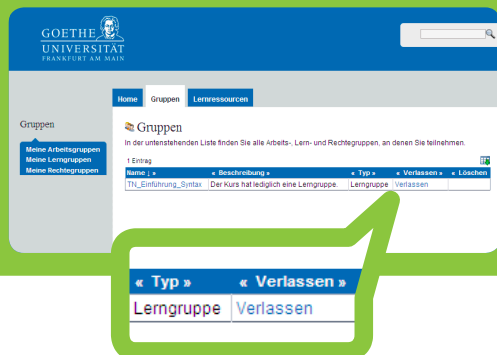 GOETHE
UNIVERSITÄT
FRANKFURT AM MAIN
Home Gruppen Lernressourcen
Gruppen
Meine Arbeitsgruppen
Meine Lerngruppen
Meine Rechtegruppen
Gruppen
In der untenstehenden Liste finden Sie alle Arbeits-, Lern- und Rechtegruppen, an denen Sie teilnehmen.
1 Eintrag
Name ↓ » « Beschreibung » « Typ » « Verlassen » « Löschen
TN_Einführung_Syntax Der Kurs hat lediglich eine Lerngruppe. Lerngruppe Verlassen
« Typ » « Verlassen »
Lerngruppe Verlassen